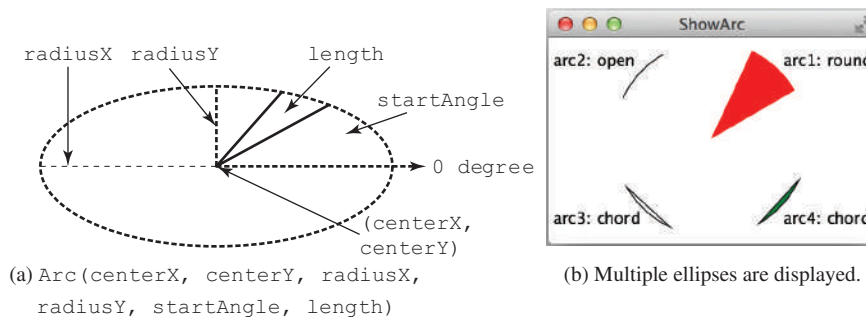 radiusX radiusY length
startAngle
0 degree
(centerX,
centerY)
(a) Arc(centerX, centerY, radiusX,
radiusY, startAngle, length)
ShowArc
arc2: open
arc1: round
arc3: chord
arc4: chord
(b) Multiple ellipses are displayed.